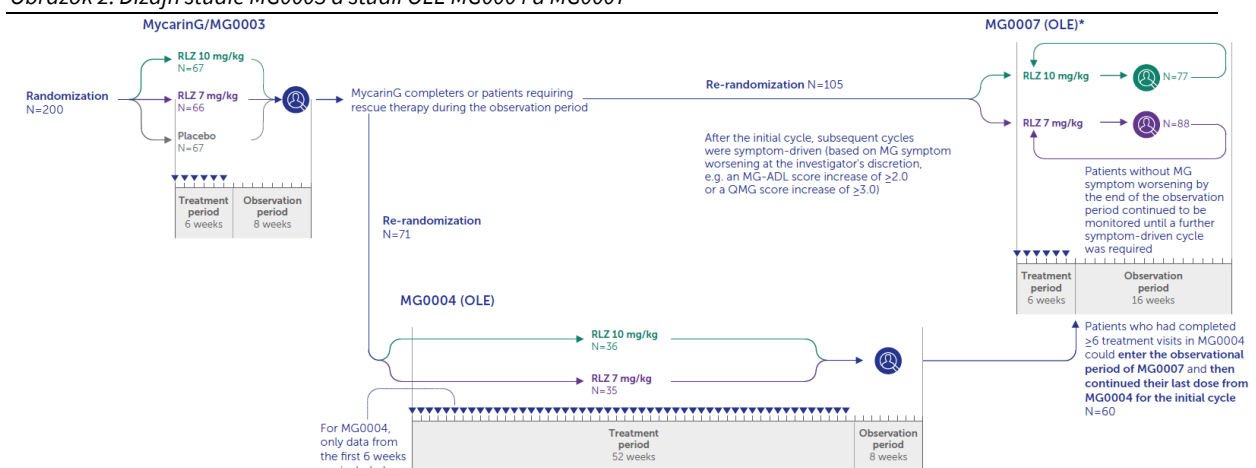 Obrázok 2: Dizajn štúdie MG0003 a štúdií OLE MG0004 a MG0007
MycarinG/MG0003
MG0007 (OLE)*
RLZ 10 mg/kg
N=67
Randomization
N=200
RLZ 7 mg/kg
N=66
Placebo
N=67
Treatment
period
6 weeks
Observation
period
8 weeks
MycarinG completers or patients requiring
rescue therapy during the observation period
Re-randomization N=105
After the initial cycle, subsequent cycles
were symptom-driven (based on MG symptom
worsening at the investigator's discretion,
e.g. an MG-ADL score increase of ≥2.0
or a QMG score increase of ≥3.0)
RLZ 10 mg/kg
N=77
RLZ 7 mg/kg
N=88
Patients without MG
symptom worsening by
the end of the observation
period continued to be
monitored until a further
symptom-driven cycle
was required
Treatment
period
6 weeks
Observation
period
16 weeks
Re-randomization
N=71
MG0004 (OLE)
RLZ 10 mg/kg
N=36
RLZ 7 mg/kg
N=35
Patients who had completed
≥6 treatment visits in MG0004
could enter the observational
period of MG0007 and then
continued their last dose from
MG0004 for the initial cycle
N=60
For MG0004,
only data from
the first 6 weeks
Treatment
period
52 weeks
Observation
period
8 weeks